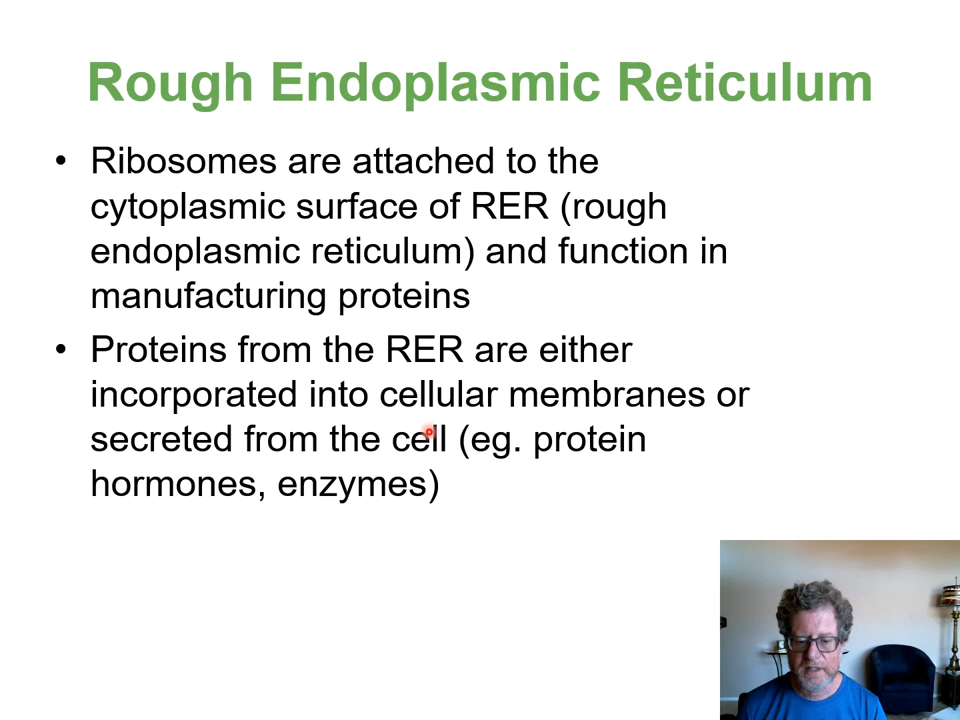 Rough Endoplasmic Reticulum
• Ribosomes are attached to the
cytoplasmic surface of RER (rough
endoplasmic reticulum) and function in
manufacturing proteins
• Proteins from the RER are either
incorporated into cellular membranes or
secreted from the cell (eg. protein
hormones, enzymes)